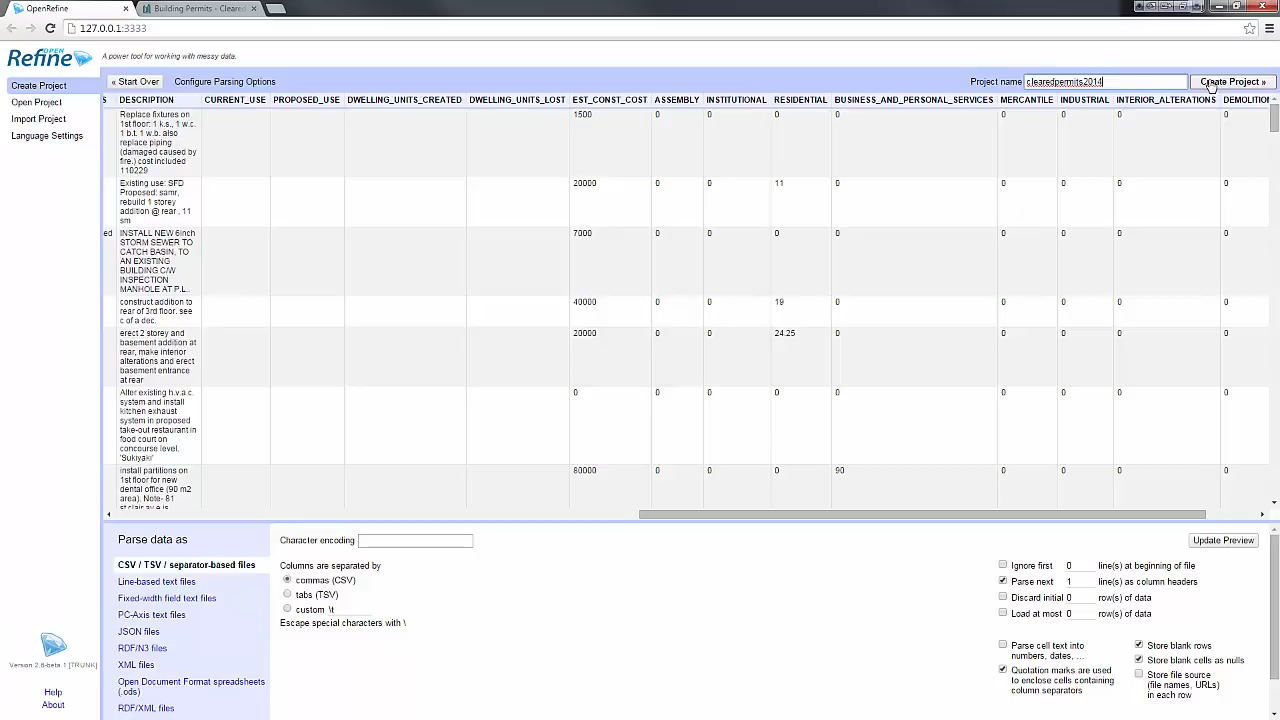 OpenRefine
Building Permits - Cleared
127.0.0.1:3333
OPEN
Refine
A power tool for working with messy data.
Create Project
Open Project
Import Project
Language Settings
« Start Over
Configure Parsing Options
Project name
clearedpermits2014
Create Project »
S DESCRIPTION CURRENT_USE PROPOSED_USE DWELLING_UNITS_CREATED DWELLING_UNITS_LOST EST_CONST_COST ASSEMBLY INSTITUTIONAL RESIDENTIAL BUSINESS_AND_PERSONAL_SERVICES MERCANTILE INDUSTRIAL INTERIOR_ALTERATIONS DEMOLITIO
Replace fixtures on 1500 0 0 0 0 0 0 0 0
1st floor: 1 k.s., 1 w.c.
1 b.t. 1 w.b. also
replace piping
(damaged caused by
fire.) cost included
110229
Existing use: SFD 20000 0 0 11 0 0 0 0 0
Proposed: samr,
rebuild 1 storey
addition @ rear , 11
sm
ed INSTALL NEW 6inch 7000 0 0 0 0 0 0 0 0
STORM SEWER TO
CATCH BASIN, TO
AN EXISTING
BUILDING C/W
INSPECTION
MANHOLE AT P.L..
construct addition to 40000 0 0 19 0 0 0 0 0
rear of 3rd floor. see
c of a dec.
erect 2 storey and 20000 0 0 24.25 0 0 0 0 0
basement addition at
rear, make interior
alterations and erect
basement entrance
at rear
Alter existing h.v.a.c. 0 0 0 0 0 0 0 0 0
system and install
kitchen exhaust
system in proposed
take-out restaurant in
food court on
concourse level.
'Sukiyaki'
install partitions on 80000 0 0 0 90 0 0 0 0
1st floor for new
dental office (90 m2
area). Note- 81
st.clair av e is
Parse data as
CSV / TSV / separator-based files
Line-based text files
Fixed-width field text files
PC-Axis text files
JSON files
RDF/N3 files
XML files
Open Document Format spreadsheets
(.ods)
RDF/XML files
Character encoding
Columns are separated by
commas (CSV)
tabs (TSV)
custom \t
Escape special characters with \
Update Preview
Ignore first 0 line(s) at beginning of file
Parse next 1 line(s) as column headers
Discard initial 0 row(s) of data
Load at most 0 row(s) of data
Parse cell text into
numbers, dates, ...
Quotation marks are used
to enclose cells containing
column separators
Store blank rows
Store blank cells as nulls
Store file source
(file names, URLs)
in each row
Version 2.6-beta.1 [TRUNK]
Help
About